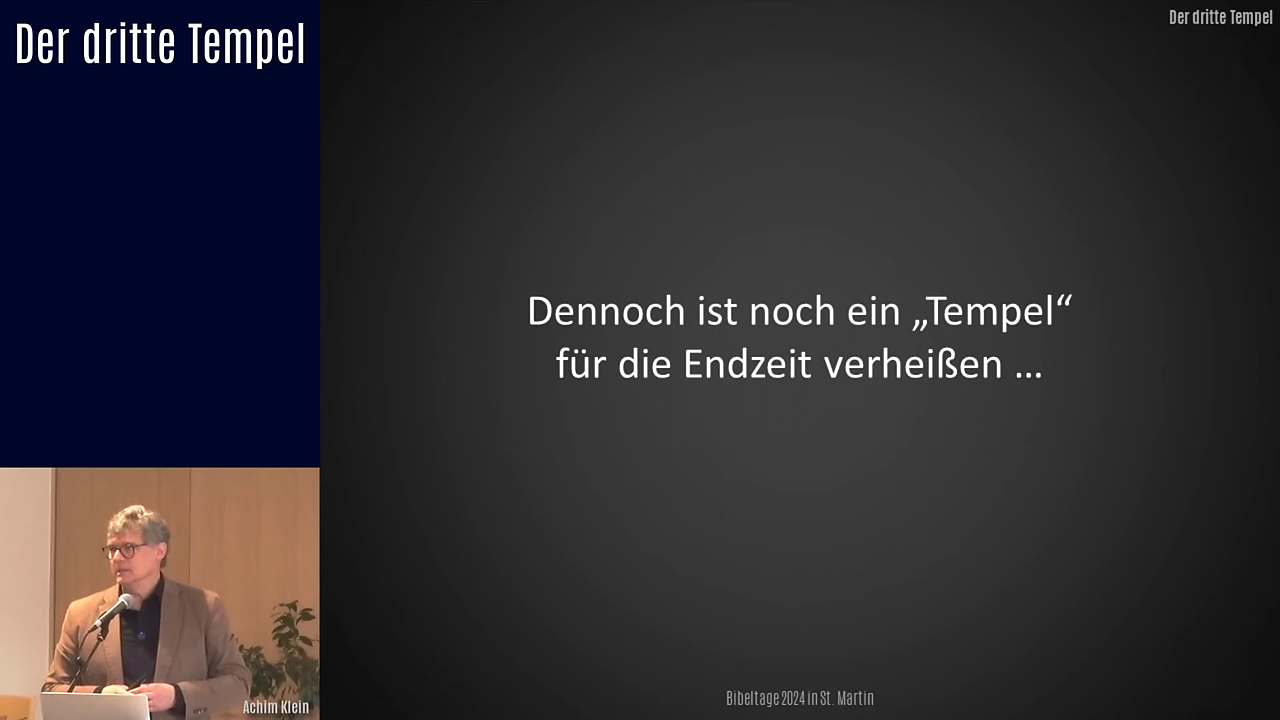 Der dritte Tempel
Der dritte Tempel
Dennoch ist noch ein „Tempel“
für die Endzeit verheißen ...
Achim Klein
Bibeltage 2024 in St. Martin